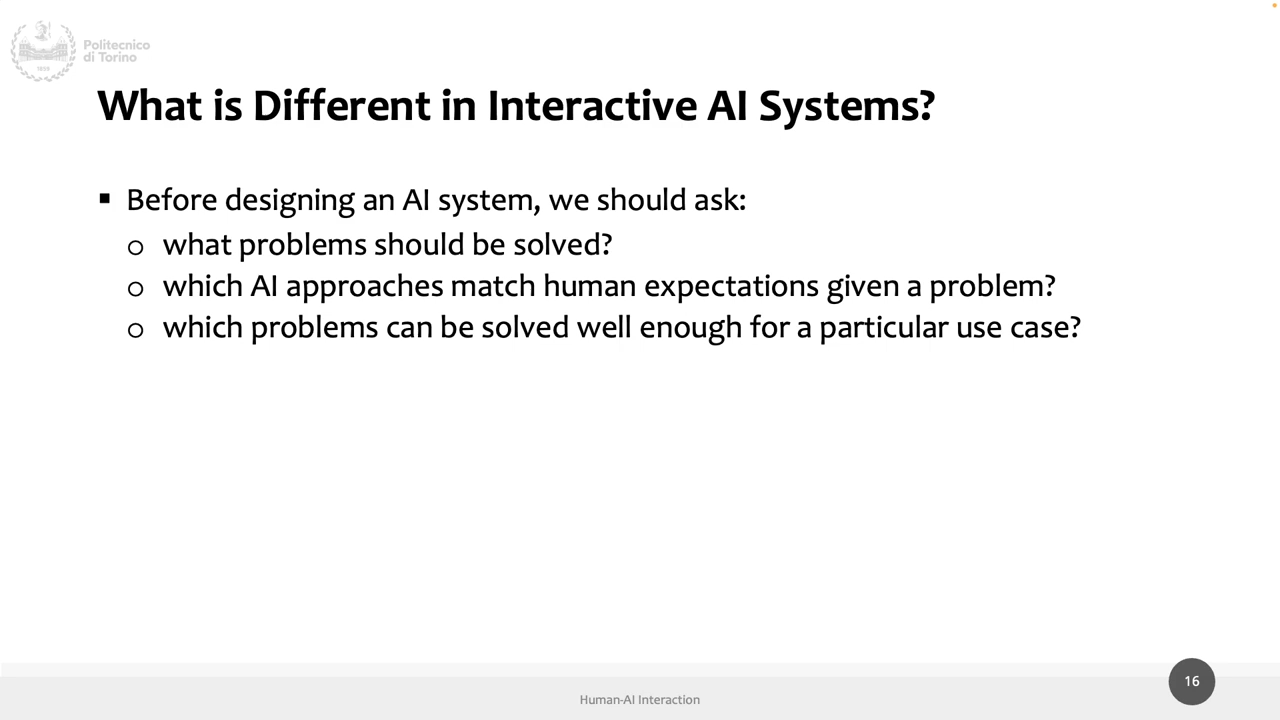 Politecnico
di Torino
1859
What is Different in Interactive AI Systems?
▪ Before designing an AI system, we should ask:
o what problems should be solved?
o which AI approaches match human expectations given a problem?
o which problems can be solved well enough for a particular use case?
16
Human-AI Interaction